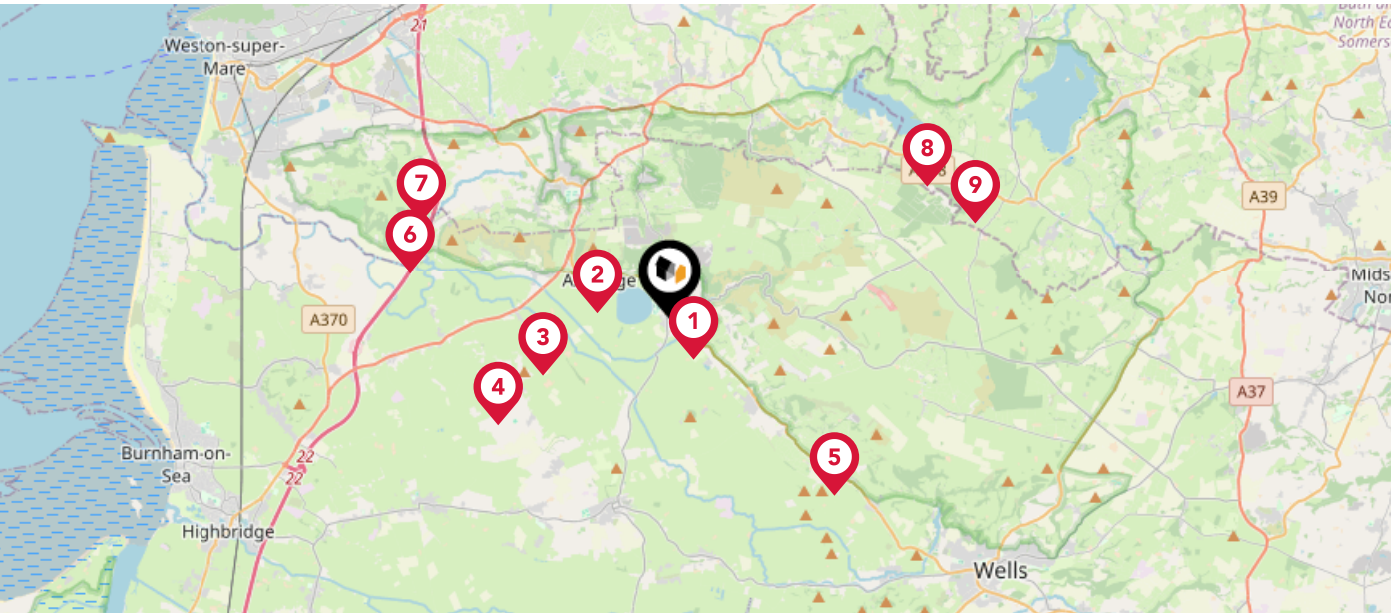 21
Bath an
North Ea
Somers
Weston-super-
Mare
8
7
9
A39
6
2
A ge
Mids
Nor
A370
1
3
4
A37
Burnham-on-
Sea
22
22
5
Highbridge
Wells